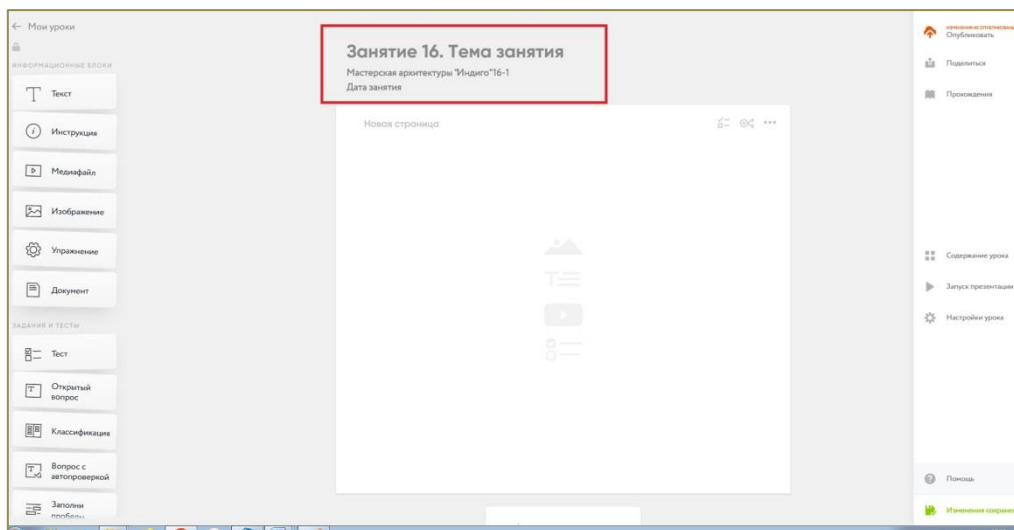 ← Мои уроки
ИНФОРМАЦИОННЫЕ БЛОКИ
Текст
Инструкция
Медиафайл
Изображение
Упражнение
Документ
ЗАДАНИЯ И ТЕСТЫ
Тест
Открытый
вопрос
Классификация
Вопрос с
автопроверкой
Заполни
пробелы
Занятие 16. Тема занятия
Мастерская архитектуры "Индиго"16-1
Дата занятия
Новая страница
Опубликовать
Поделиться
Прохождения
Содержание урока
Запуск презентации
Настройки урока
Помощь
Изменения